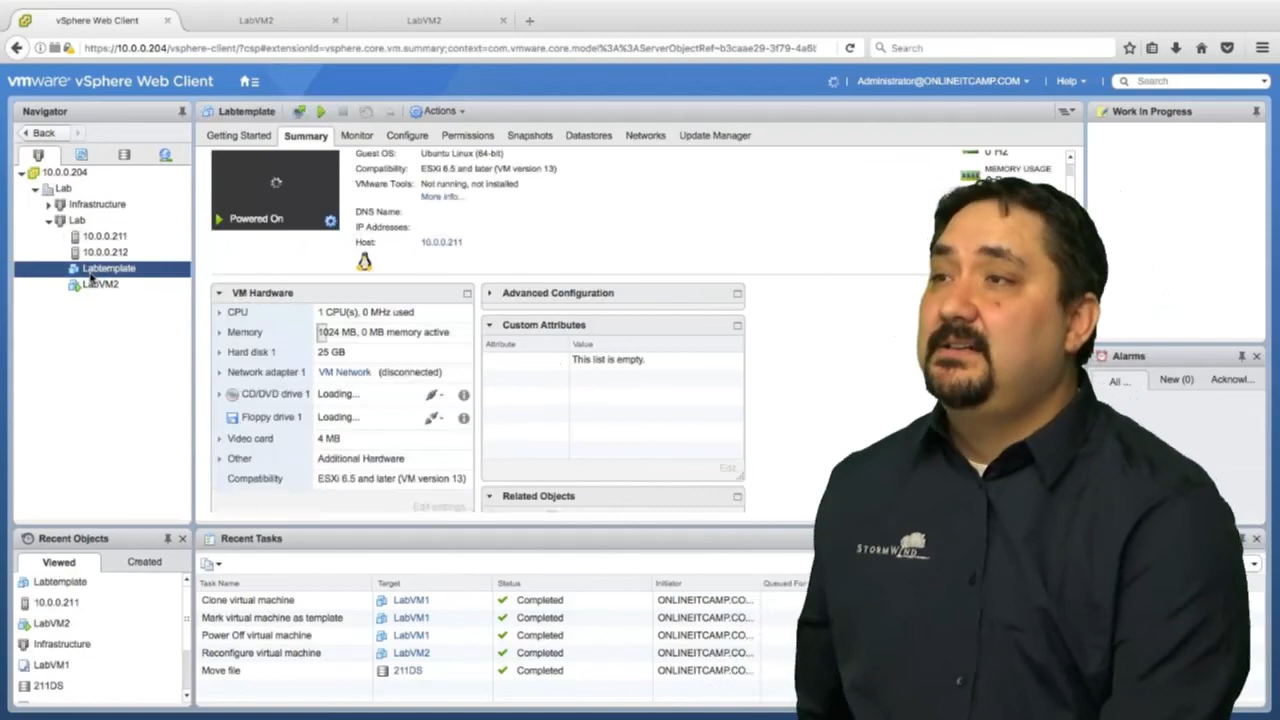 vSphere Web Client
LabVM2
LabVM2
https://10.0.0.204/vsphere-client/?csp#extensionId=vsphere.core.vm.summary;context=com.vmware.core.model%3A%3AServerObjectRef~b3caae29-3f79-4a6
Search
vmware® vSphere Web Client
Administrator@ONLINEITCAMP.COM
Help
Search
Navigator
Back
10.0.0.204
Lab
Infrastructure
Lab
10.0.0.211
10.0.0.212
Labtemplate
LabVM2
Labtemplate
Actions
Getting Started Summary Monitor Configure Permissions Snapshots Datastores Networks Update Manager
Powered On
Guest OS: Ubuntu Linux (64-bit)
Compatibility: ESXi 6.5 and later (VM version 13)
VMware Tools: Not running, not installed
More info...
DNS Name:
IP Addresses:
Host: 10.0.0.211
0 HZ
MEMORY USAGE
VM Hardware
CPU 1 CPU(s), 0 MHz used
Memory 1024 MB, 0 MB memory active
Hard disk 1 25 GB
Network adapter 1 VM Network (disconnected)
CD/DVD drive 1 Loading...
Floppy drive 1 Loading...
Video card 4 MB
Other Additional Hardware
Compatibility ESXi 6.5 and later (VM version 13)
Edit settings
Advanced Configuration
Custom Attributes
Attribute Value
This list is empty.
Edit
Related Objects
Work In Progress
Alarms
All ... New (0) Acknowl...
Recent Objects
Viewed Created
Labtemplate
10.0.0.211
LabVM2
Infrastructure
LabVM1
211DS
Recent Tasks
Task Name Target Status Initiator Queued For
Clone virtual machine LabVM1 Completed ONLINEITCAMP.CO...
Mark virtual machine as template LabVM1 Completed ONLINEITCAMP.CO...
Power Off virtual machine LabVM1 Completed ONLINEITCAMP.CO...
Reconfigure virtual machine LabVM2 Completed ONLINEITCAMP.CO...
Move file 211DS Completed ONLINEITCAMP.CO...
STORMWIND